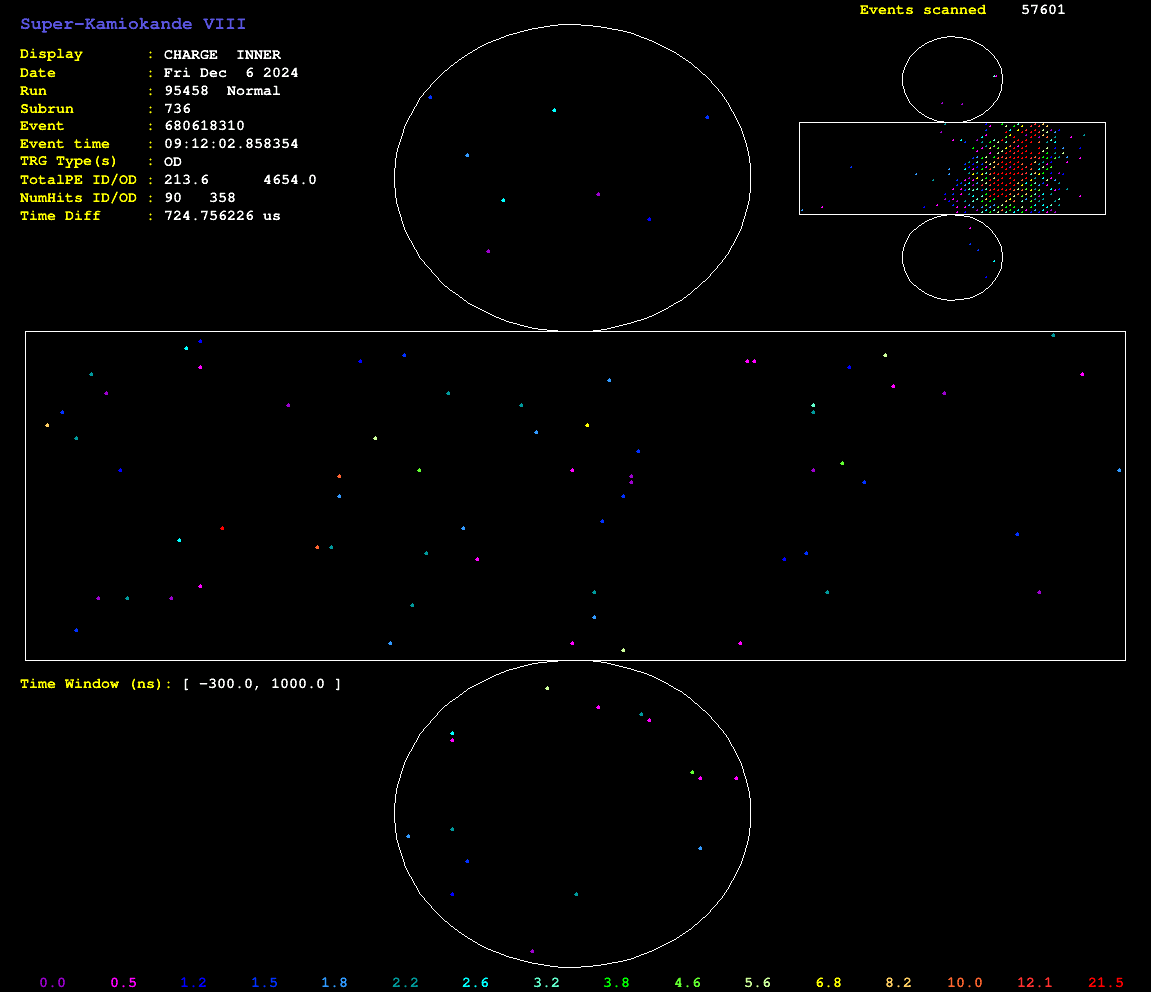 Super-Kamiokande VIII
Events scanned 57601
Display : CHARGE INNER
Date : Fri Dec 6 2024
Run : 95458 Normal
Subrun : 736
Event : 680618310
Event time : 09:12:02.858354
TRG Type(s) : OD
TotalPE ID/OD : 213.6 4654.0
NumHits ID/OD : 90 358
Time Diff : 724.756226 us
Time Window (ns): [ -300.0, 1000.0 ]
0.0 0.5 1.2 1.5 1.8 2.2 2.6 3.2 3.8 4.6 5.6 6.8 8.2 10.0 12.1 21.5